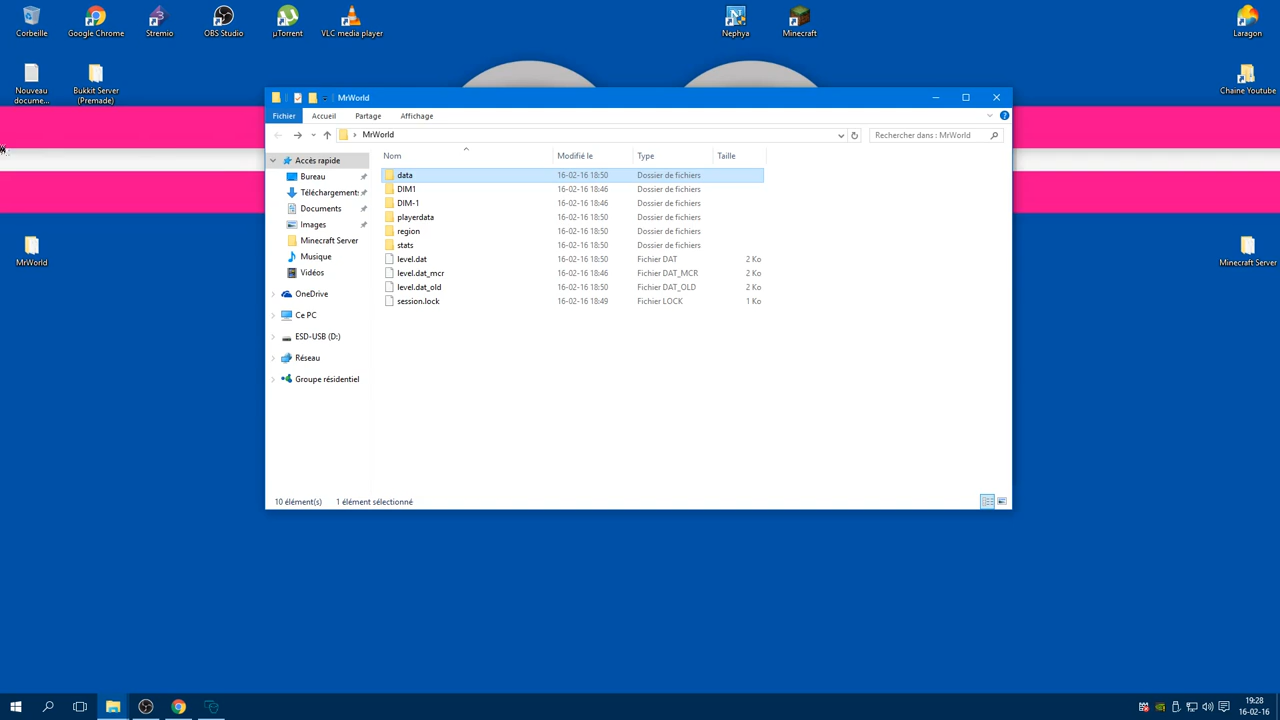 Corbeille
Google Chrome
Stremio
OBS Studio
µTorrent
VLC media player
Nephya
Minecraft
Laragon
Nouveau docume...
Bukkit Server (Premade)
Chaine Youtube
MrWorld
Minecraft Server
MrWorld
Fichier
Accueil
Partage
Affichage
MrWorld
Rechercher dans : MrWorld
Nom Modifié le Type Taille
Accès rapide
Bureau
Téléchargement:
Documents
Images
Minecraft Server
Musique
Vidéos
OneDrive
Ce PC
ESD-USB (D:)
Réseau
Groupe résidentiel
data 16-02-16 18:50 Dossier de fichiers
DIM1 16-02-16 18:46 Dossier de fichiers
DIM-1 16-02-16 18:46 Dossier de fichiers
playerdata 16-02-16 18:50 Dossier de fichiers
region 16-02-16 18:50 Dossier de fichiers
stats 16-02-16 18:50 Dossier de fichiers
level.dat 16-02-16 18:50 Fichier DAT 2 Ko
level.dat_mcr 16-02-16 18:46 Fichier DAT_MCR 2 Ko
level.dat_old 16-02-16 18:50 Fichier DAT_OLD 2 Ko
session.lock 16-02-16 18:49 Fichier LOCK 1 Ko
10 élément(s) 1 élément sélectionné
19:28
16-02-16